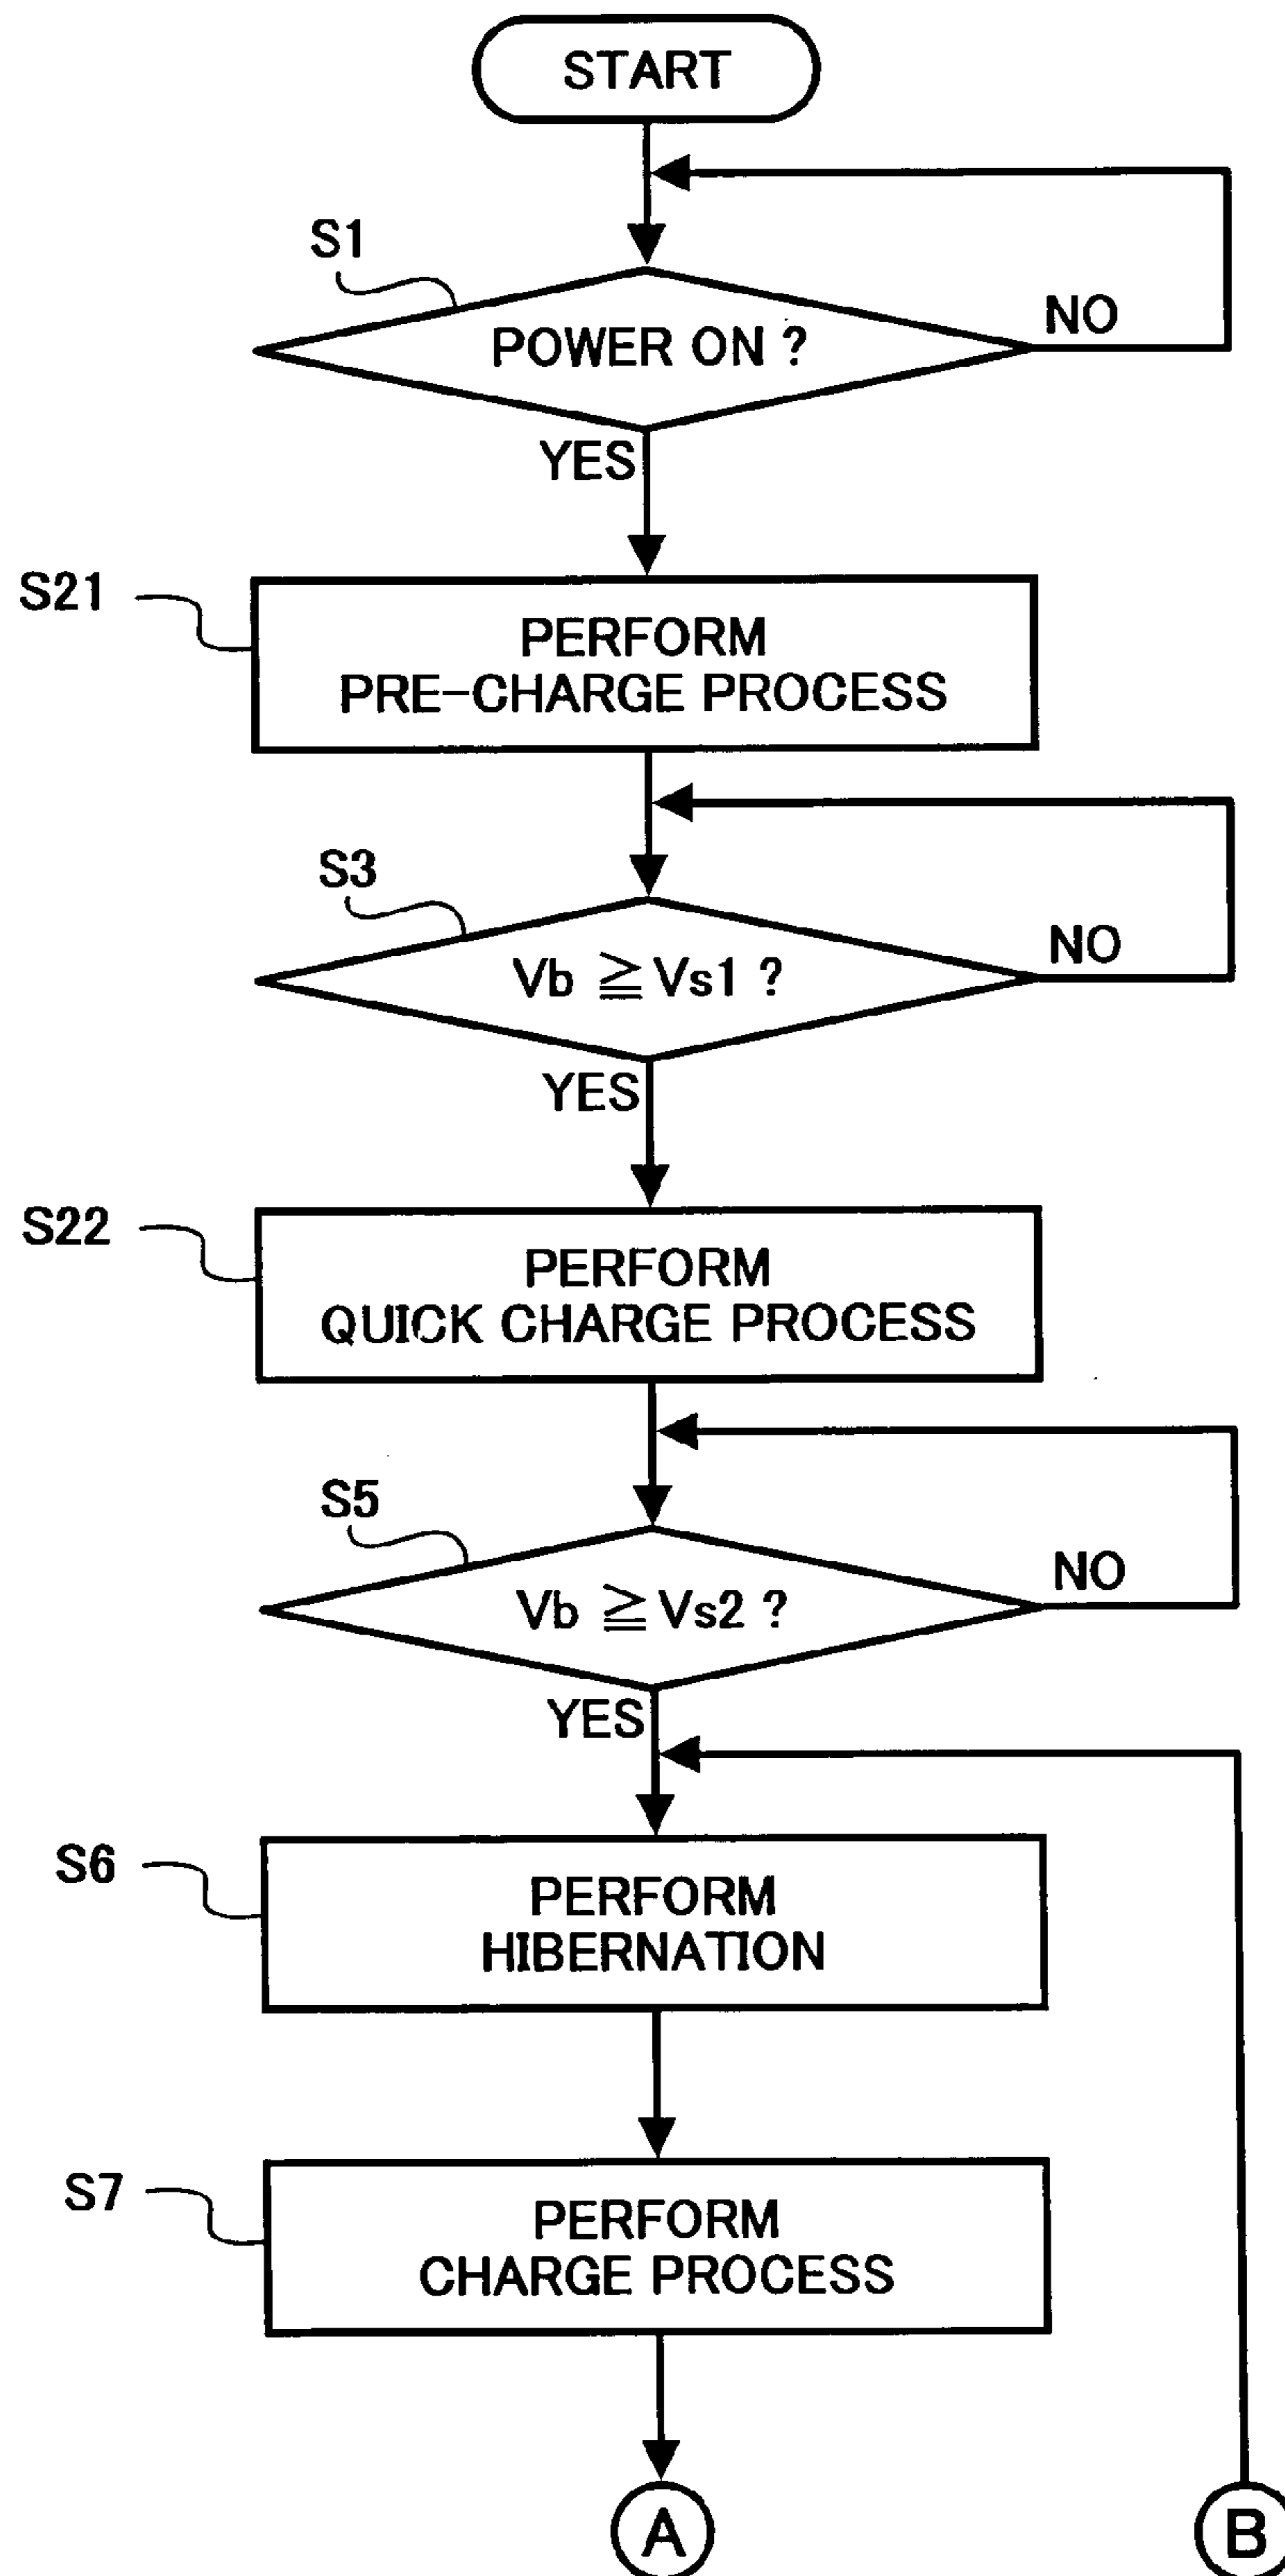 START
S1
POWER ON ?
NO
YES
S21
PERFORM
PRE-CHARGE PROCESS
S3
Vb ≧ Vs1 ?
NO
YES
S22
PERFORM
QUICK CHARGE PROCESS
S5
Vb ≧ Vs2 ?
NO
YES
S6
PERFORM
HIBERNATION
S7
PERFORM
CHARGE PROCESS
A
B